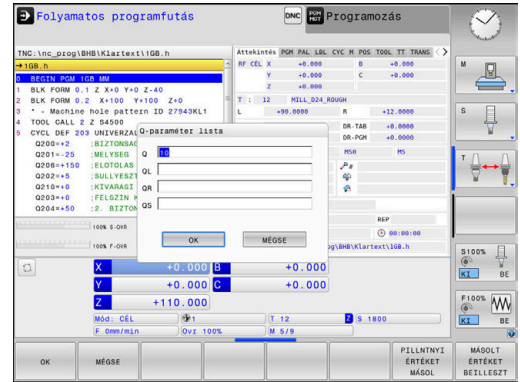 Folyamatos programfutás
DNC
PGM MGT
Programozás
TNC:\nc_prog\BHB\Klartext\1GB.h
→1GB.h
0 BEGIN PGM 1GB MM
1 BLK FORM 0.1 Z X+0 Y+0 Z-40
2 BLK FORM 0.2 X+100 Y+100 Z+0
3 * - Machine hole pattern ID 27943KL1
4 TOOL CALL 2 Z S4500
5 CYCL DEF 203 UNIVERZAL
Q200=+2 ;BIZTONSA
Q201=-25 ;MELYSEG
Q206=+150 ;ELOTOLAS
Q202=+5 ;SULLYESZT
Q210=+0 ;KIVARASI
Q203=+0 ;FELSZIN
Q204=+50 ;2. BIZTON
100% S-OVR
100% F-OVR
Áttekintés PGM PAL LBL CYC M POS TOOL TT TRANS
RF CÉL X +0.000 B +0.000
Y +0.000 C +0.000
Z +0.000
T : 12 MILL_D24_ROUGH
L +90.0000 R +12.0000
DR-TAB +0.0000
DR-PGM +0.0000
M50 M5
REP
00:00:00
og\BHB\Klartext\1GB.h
Q-paraméter lista
Q 10
QL
QR
QS
OK
MÉGSE
X +0.000 B +0.000
Y +0.000 C +0.000
Z +110.000
Mód: CÉL 1 T 12 Z S 1800
F 0mm/min Ovr 100% M 5/9
M
S
T
S100%
KI BE
F100%
KI BE
OK
MÉGSE
PILLNTNYI ÉRTÉKET MÁSOL
MÁSOLT ÉRTÉKET BEILLESZT